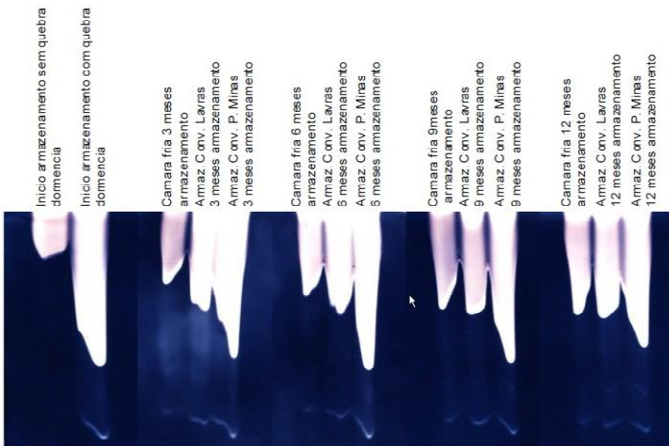 Inicio armazenamento sem quebra
dormencia
Inicio armazenamento com quebra
dormencia
Camara fria 3 meses
armazenamento
Armaz. Conv. Lavras
3 meses armazenamento
Armaz. Conv. P. Minas
3 meses armazenamento
Camara fria 6 meses
armazenamento
Armaz. Conv. Lavras
6 meses armazenamento
Armaz. Conv. P. Minas
6 meses armazenamento
Camara fria 9meses
armazenamento
Armaz. Conv. Lavras
9 meses armazenamento
Armaz. Conv. P. Minas
9 meses armazenamento
Camara fria 12 meses
armazenamento
Armaz. Conv. Lavras
12 meses armazenamento
Armaz. Conv. P. Minas
12 meses armazenamento